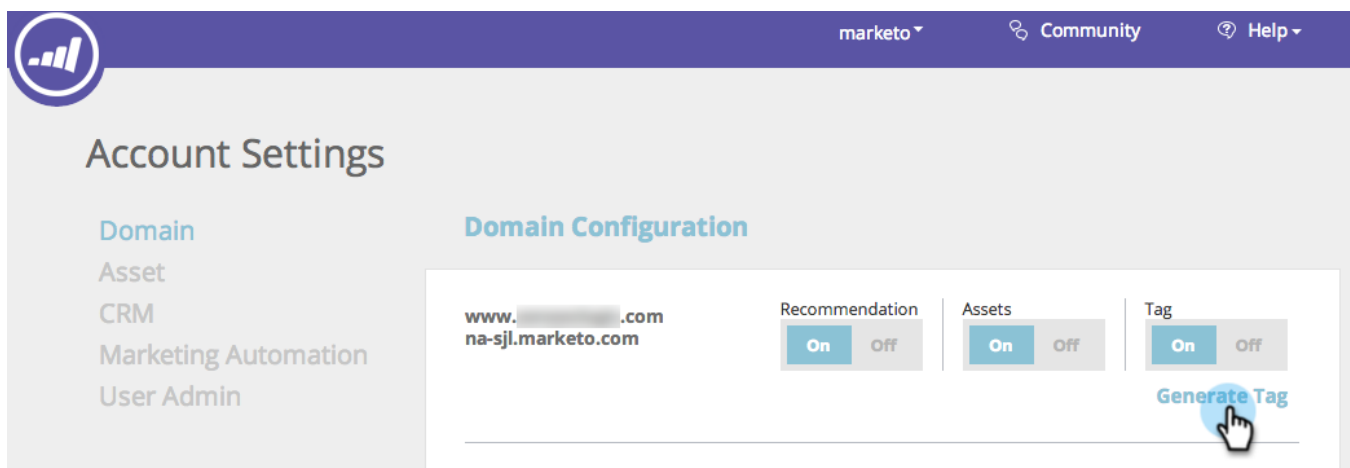 marketo Community Help
Account Settings
Domain
Asset
CRM
Marketing Automation
User Admin
Domain Configuration
www. .com
na-sjl.marketo.com
Recommendation
On Off
Assets
On Off
Tag
On Off
Generate Tag